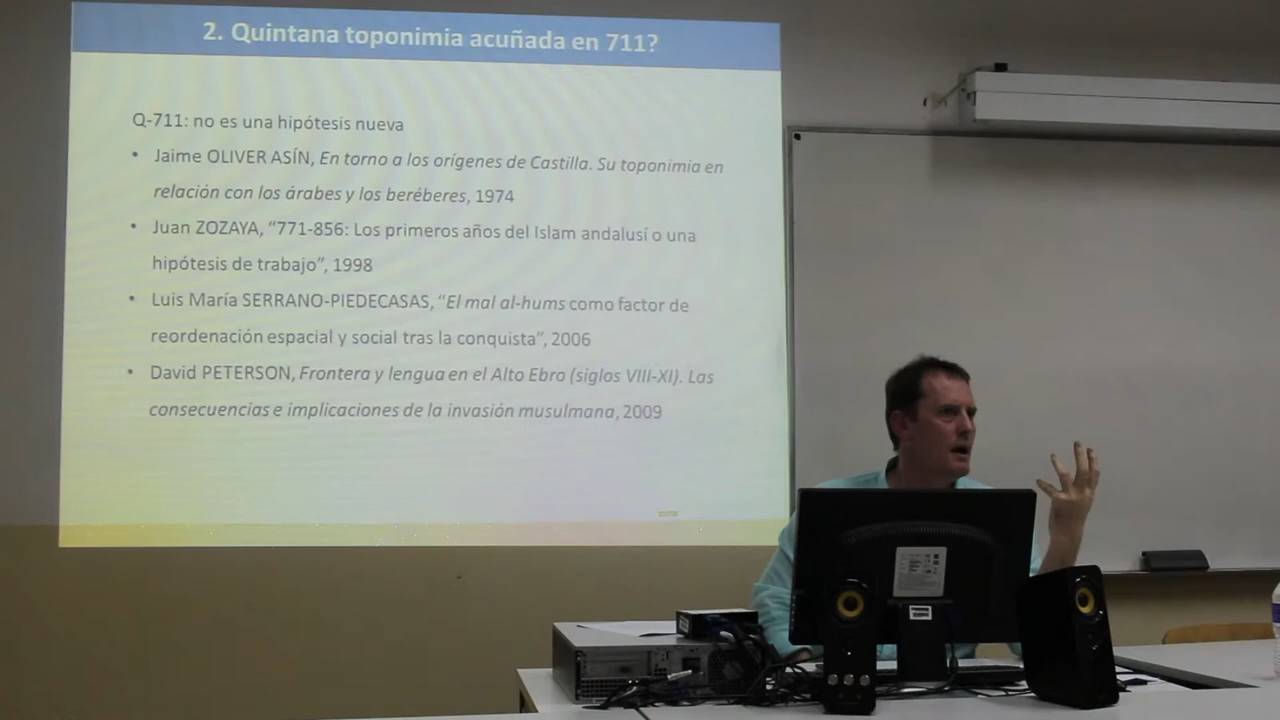 2. Quintana toponimia acuñada en 711?
Q-711: no es una hipótesis nueva
• Jaime OLIVER ASÍN, En torno a los orígenes de Castilla. Su toponimia en
relación con los árabes y los beréberes, 1974
• Juan ZOZAYA, “771-856: Los primeros años del Islam andalusí o una
hipótesis de trabajo”, 1998
• Luis María SERRANO-PIEDECASAS, “El mal al-hums como factor de
reordenación espacial y social tras la conquista”, 2006
• David PETERSON, Frontera y lengua en el Alto Ebro (siglos VIII-XI). Las
consecuencias e implicaciones de la invasión musulmana, 2009